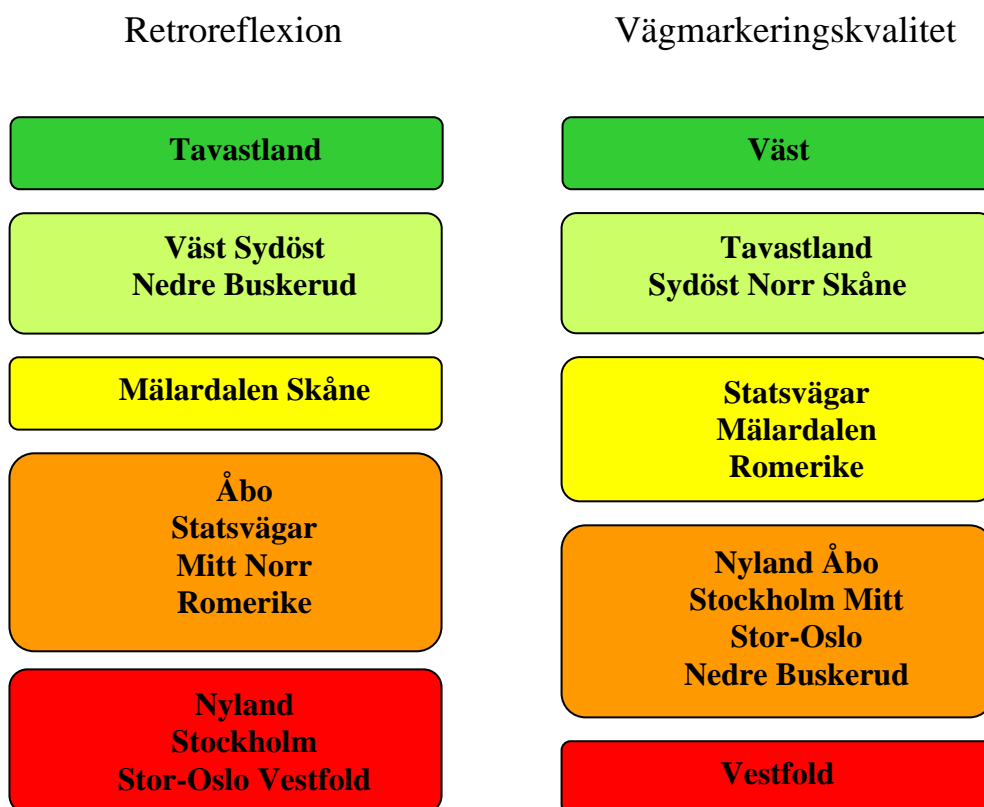 Retroreflexion
Tavastland
Väst Sydöst
Nedre Buskerud
Mälardalen Skåne
Åbo
Statsvägar
Mitt Norr
Romerike
Nyland
Stockholm
Stor-Oslo Vestfold
Vägmarkeringskvalitet
Väst
Tavastland
Sydöst Norr Skåne
Statsvägar
Mälardalen
Romerike
Nyland Åbo
Stockholm Mitt
Stor-Oslo
Nedre Buskerud
Vestfold